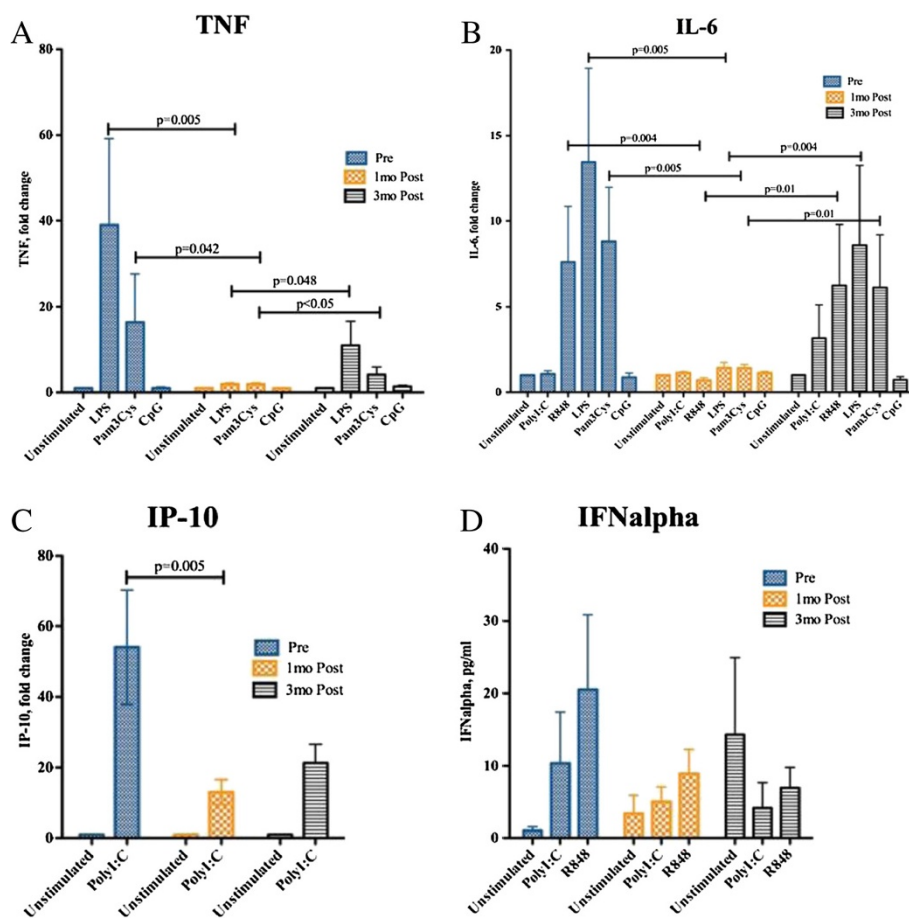 A
TNF
TNF, fold change
80
60
40
20
0
p=0.005
p=0.042
p=0.048
p<0.05
Pre
1mo Post
3mo Post
Unstimulated
LPS
Pam3Cys
CpG
Unstimulated
LPS
Pam3Cys
CpG
Unstimulated
LPS
Pam3Cys
CpG
B
IL-6
IL-6, fold change
20
15
10
5
0
p=0.005
p=0.004
p=0.005
p=0.004
p=0.01
p=0.01
Pre
1mo Post
3mo Post
Unstimulated
Poly1:C
R848
LPS
Pam3Cys
CpG
Unstimulated
Poly1:C
R848
LPS
Pam3Cys
CpG
Unstimulated
Poly1:C
R848
LPS
Pam3Cys
CpG
C
IP-10
IP-10, fold change
80
60
40
20
0
p=0.005
Pre
1mo Post
3mo Post
Unstimulated
Poly1:C
Unstimulated
Poly1:C
Unstimulated
Poly1:C
D
IFNalpha
IFNalpha, pg/ml
40
30
20
10
0
Pre
1mo Post
3mo Post
Unstimulated
Poly1:C
R848
Unstimulated
Poly1:C
R848
Unstimulated
Poly1:C
R848